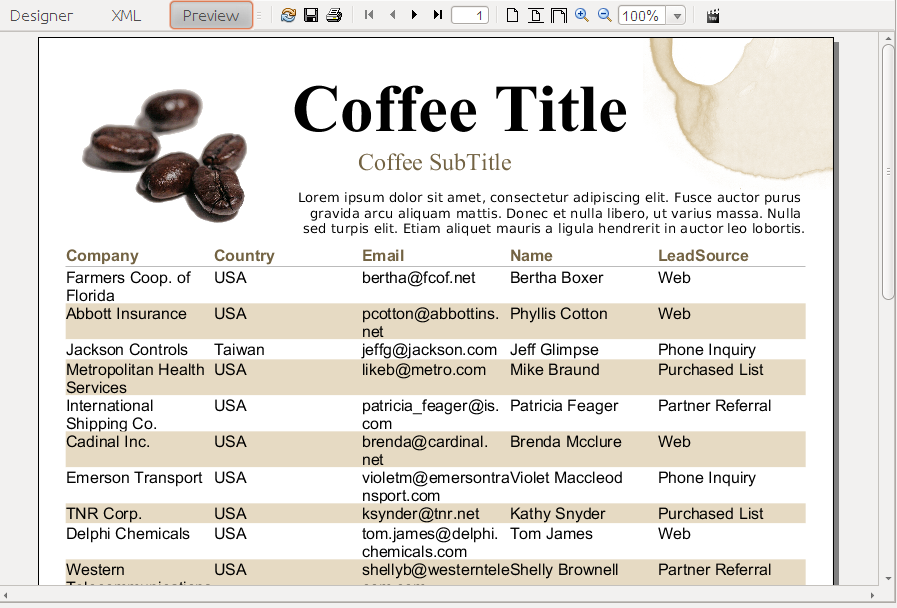 Designer XML Preview 1 100%
Coffee Title
Coffee SubTitle
Lorem ipsum dolor sit amet, consectetur adipiscing elit. Fusce auctor purus
gravida arcu aliquam mattis. Donec et nulla libero, ut varius massa. Nulla
sed turpis elit. Etiam aliquet mauris a ligula hendrerit in auctor leo lobortis.
Company Country Email Name LeadSource
Farmers Coop. of USA bertha@fcof.net Bertha Boxer Web
Florida
Abbott Insurance USA pcotton@abbottins. Phyllis Cotton Web
net
Jackson Controls Taiwan jeffg@jackson.com Jeff Glimpse Phone Inquiry
Metropolitan Health USA likeb@metro.com Mike Braund Purchased List
Services
International USA patricia_feager@is. Patricia Feager Partner Referral
Shipping Co. com
Cadinal Inc. USA brenda@cardinal. Brenda Mcclure Web
net
Emerson Transport USA violetm@emersontra Violet Maccleod Phone Inquiry
nsport.com
TNR Corp. USA ksynder@tnr.net Kathy Snyder Purchased List
Delphi Chemicals USA tom.james@delphi. Tom James Web
chemicals.com
Western USA shellyb@westerntele Shelly Brownell Partner Referral